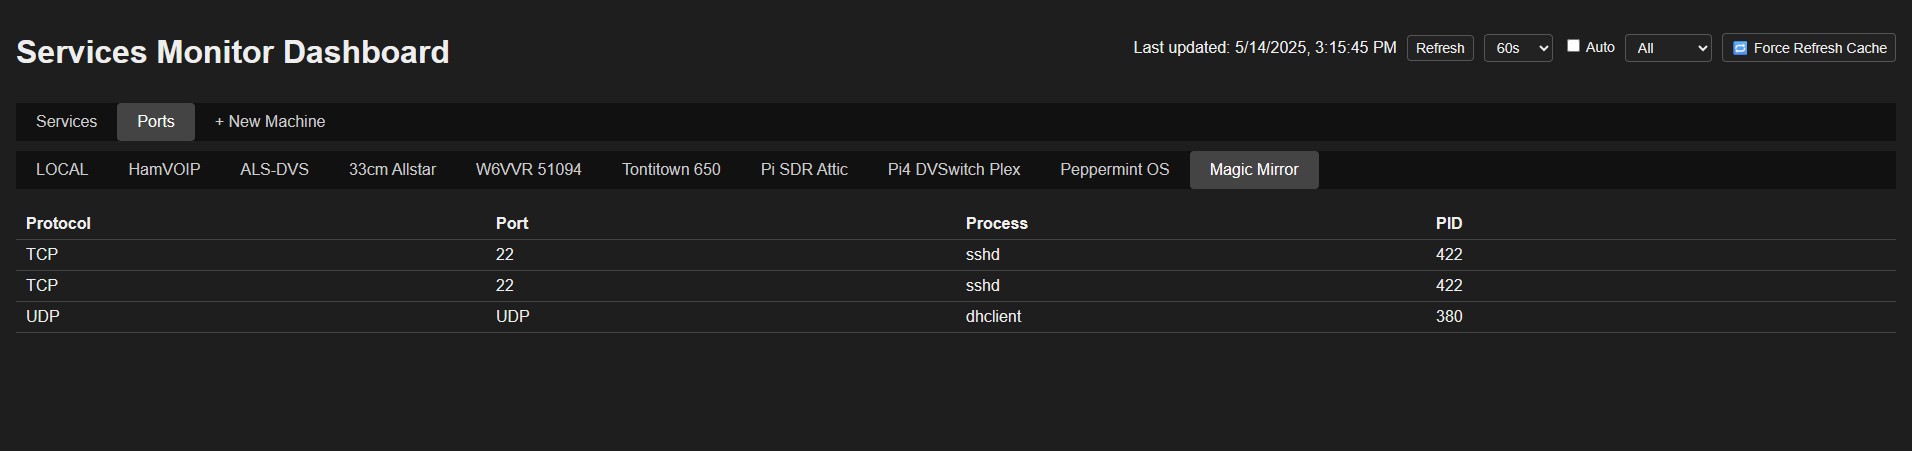 Services Monitor Dashboard
Last updated: 5/14/2025, 3:15:45 PM Refresh 60s Auto All Force Refresh Cache
Services Ports + New Machine
LOCAL HamVOIP ALS-DVS 33cm Allstar W6VVR 51094 Tontitown 650 Pi SDR Attic Pi4 DVSwitch Plex Peppermint OS Magic Mirror
Protocol Port Process PID
TCP 22 sshd 422
TCP 22 sshd 422
UDP UDP dhclient 380